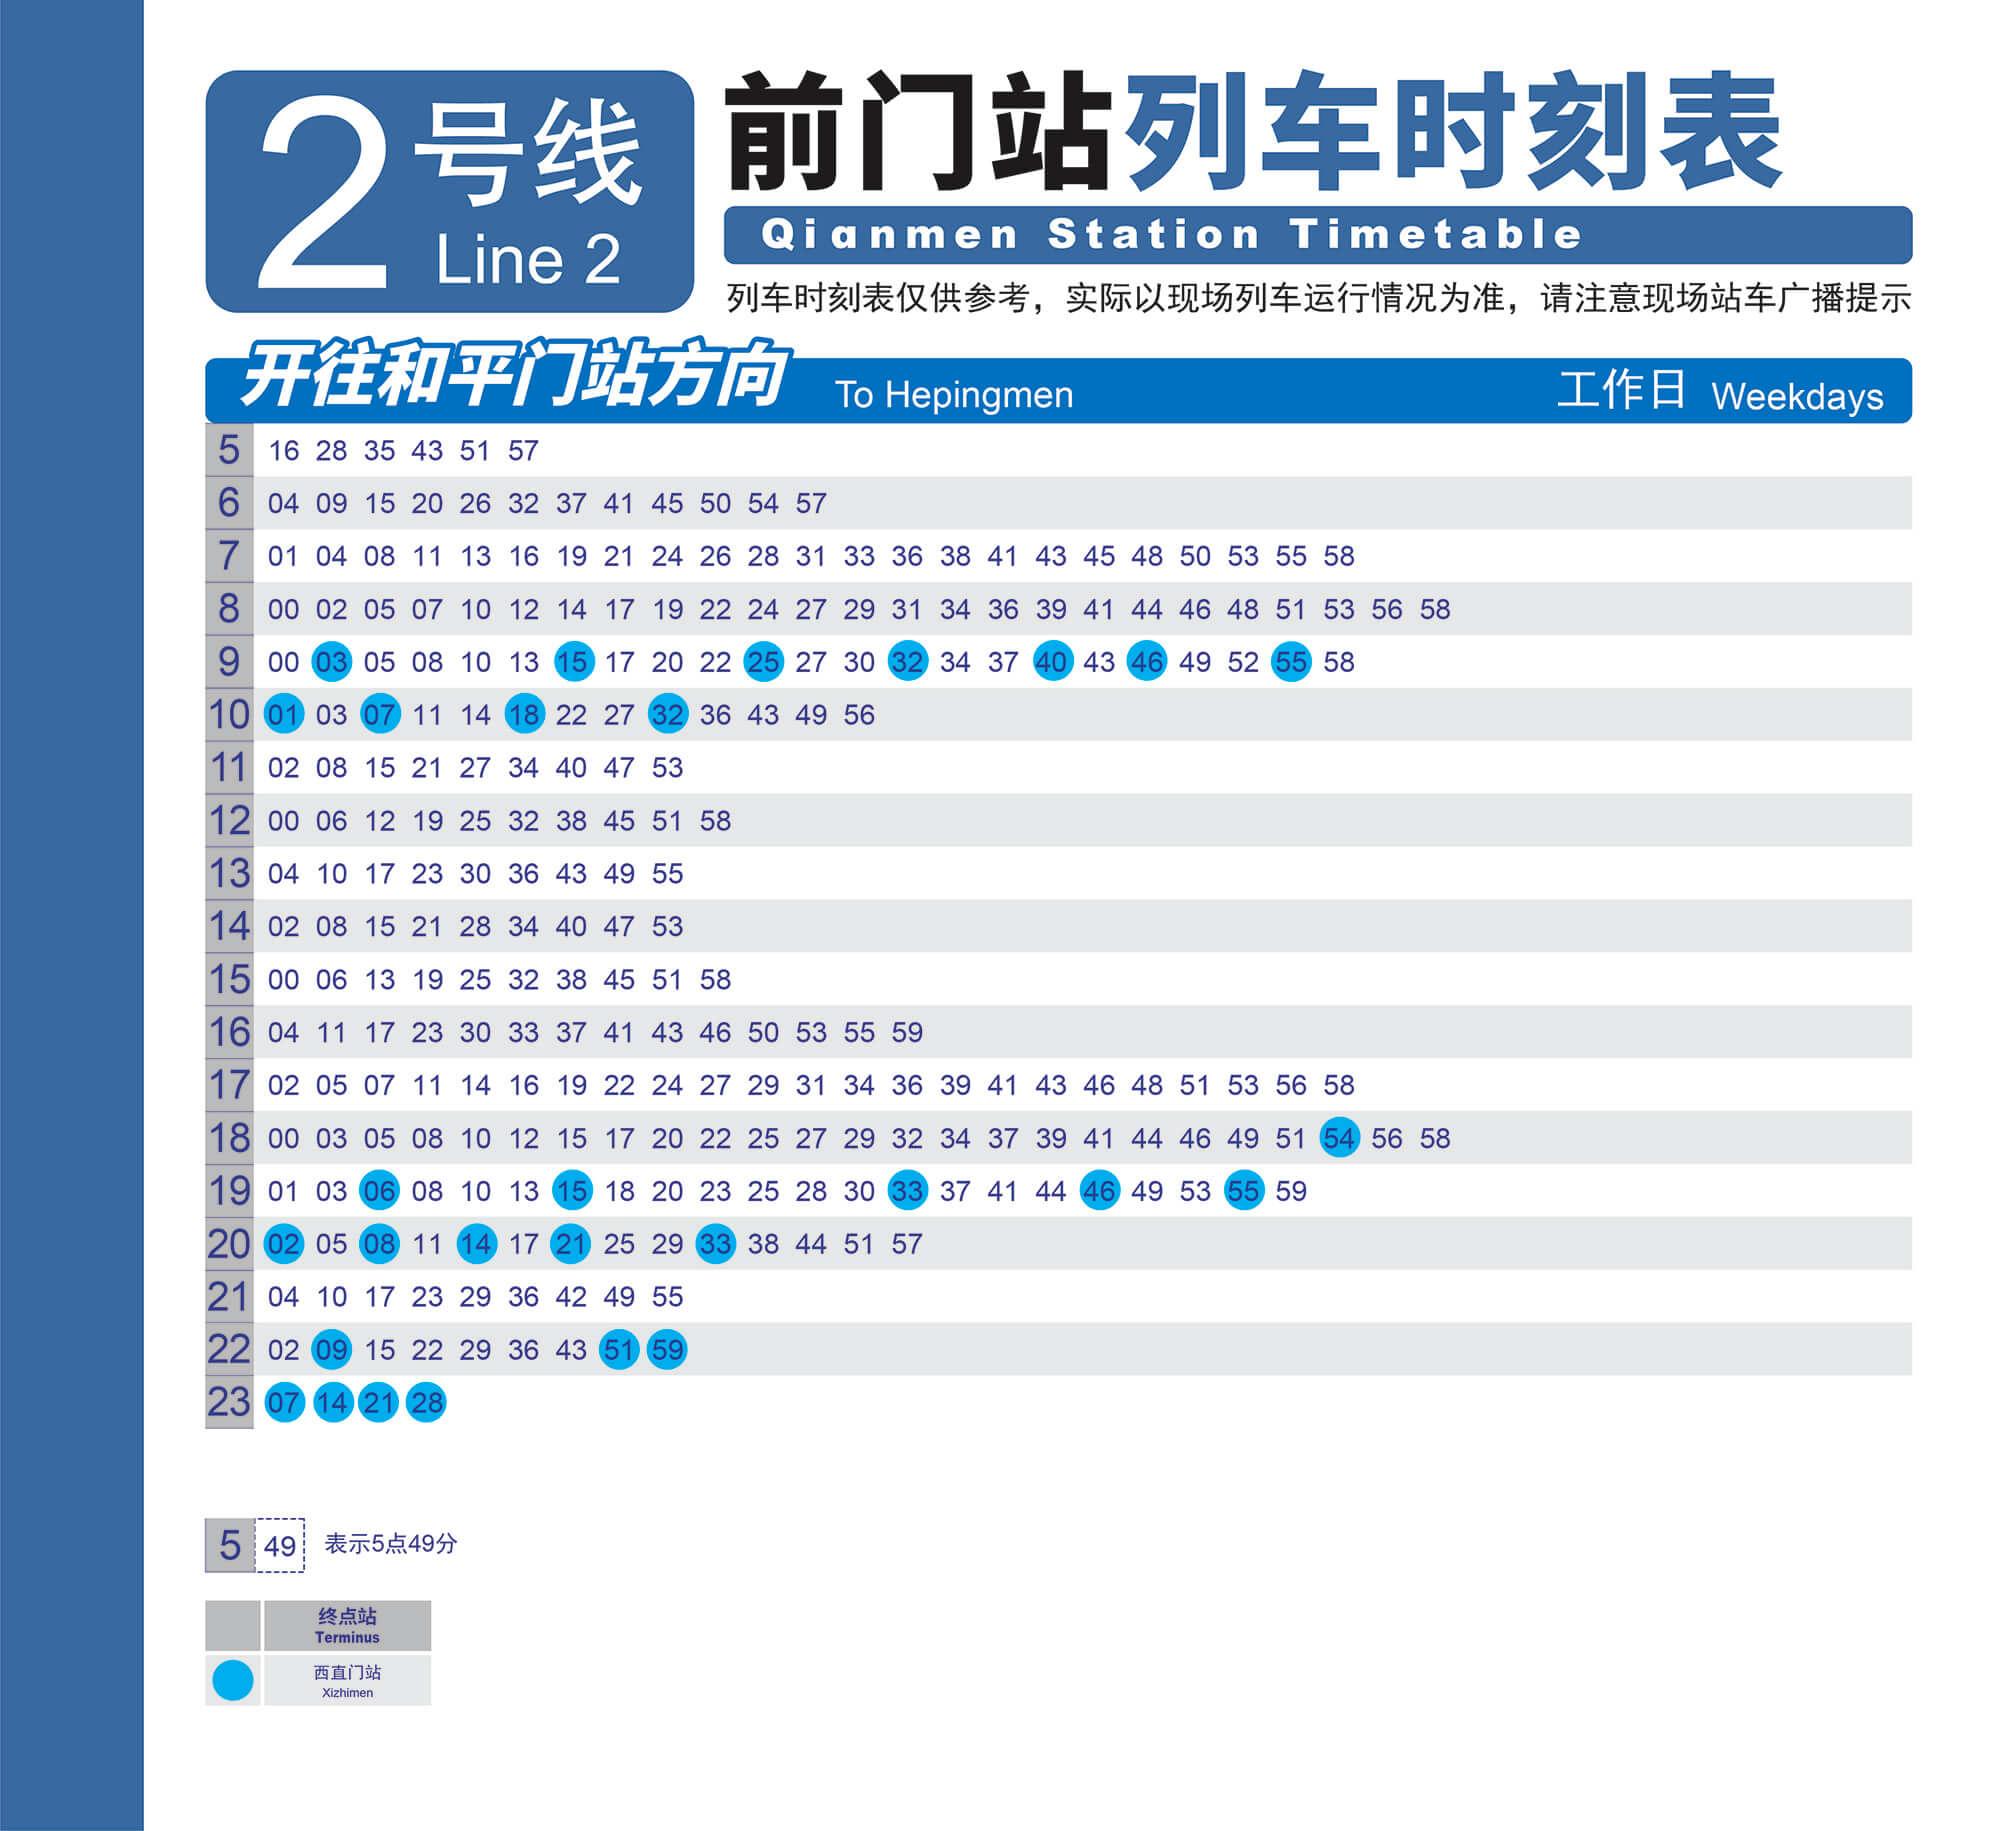 2号线
Line 2
前门站列车时刻表
Qianmen Station Timetable
列车时刻表仅供参考，实际以现场列车运行情况为准，请注意现场站车广播提示
开往和平门站方向 To Hepingmen 工作日 Weekdays
5 16 28 35 43 51 57
6 04 09 15 20 26 32 37 41 45 50 54 57
7 01 04 08 11 13 16 19 21 24 26 28 31 33 36 38 41 43 45 48 50 53 55 58
8 00 02 05 07 10 12 14 17 19 22 24 27 29 31 34 36 39 41 44 46 48 51 53 56 58
9 00 03 05 08 10 13 15 17 20 22 25 27 30 32 34 37 40 43 46 49 52 55 58
10 01 03 07 11 14 18 22 27 32 36 43 49 56
11 02 08 15 21 27 34 40 47 53
12 00 06 12 19 25 32 38 45 51 58
13 04 10 17 23 30 36 43 49 55
14 02 08 15 21 28 34 40 47 53
15 00 06 13 19 25 32 38 45 51 58
16 04 11 17 23 30 33 37 41 43 46 50 53 55 59
17 02 05 07 11 14 16 19 22 24 27 29 31 34 36 39 41 43 46 48 51 53 56 58
18 00 03 05 08 10 12 15 17 20 22 25 27 29 32 34 37 39 41 44 46 49 51 54 56 58
19 01 03 06 08 10 13 15 18 20 23 25 28 30 33 37 41 44 46 49 53 55 59
20 02 05 08 11 14 17 21 25 29 33 38 44 51 57
21 04 10 17 23 29 36 42 49 55
22 02 09 15 22 29 36 43 51 59
23 07 14 21 28
5 49 表示5点49分
终点站
Terminus
西直门站
Xizhimen